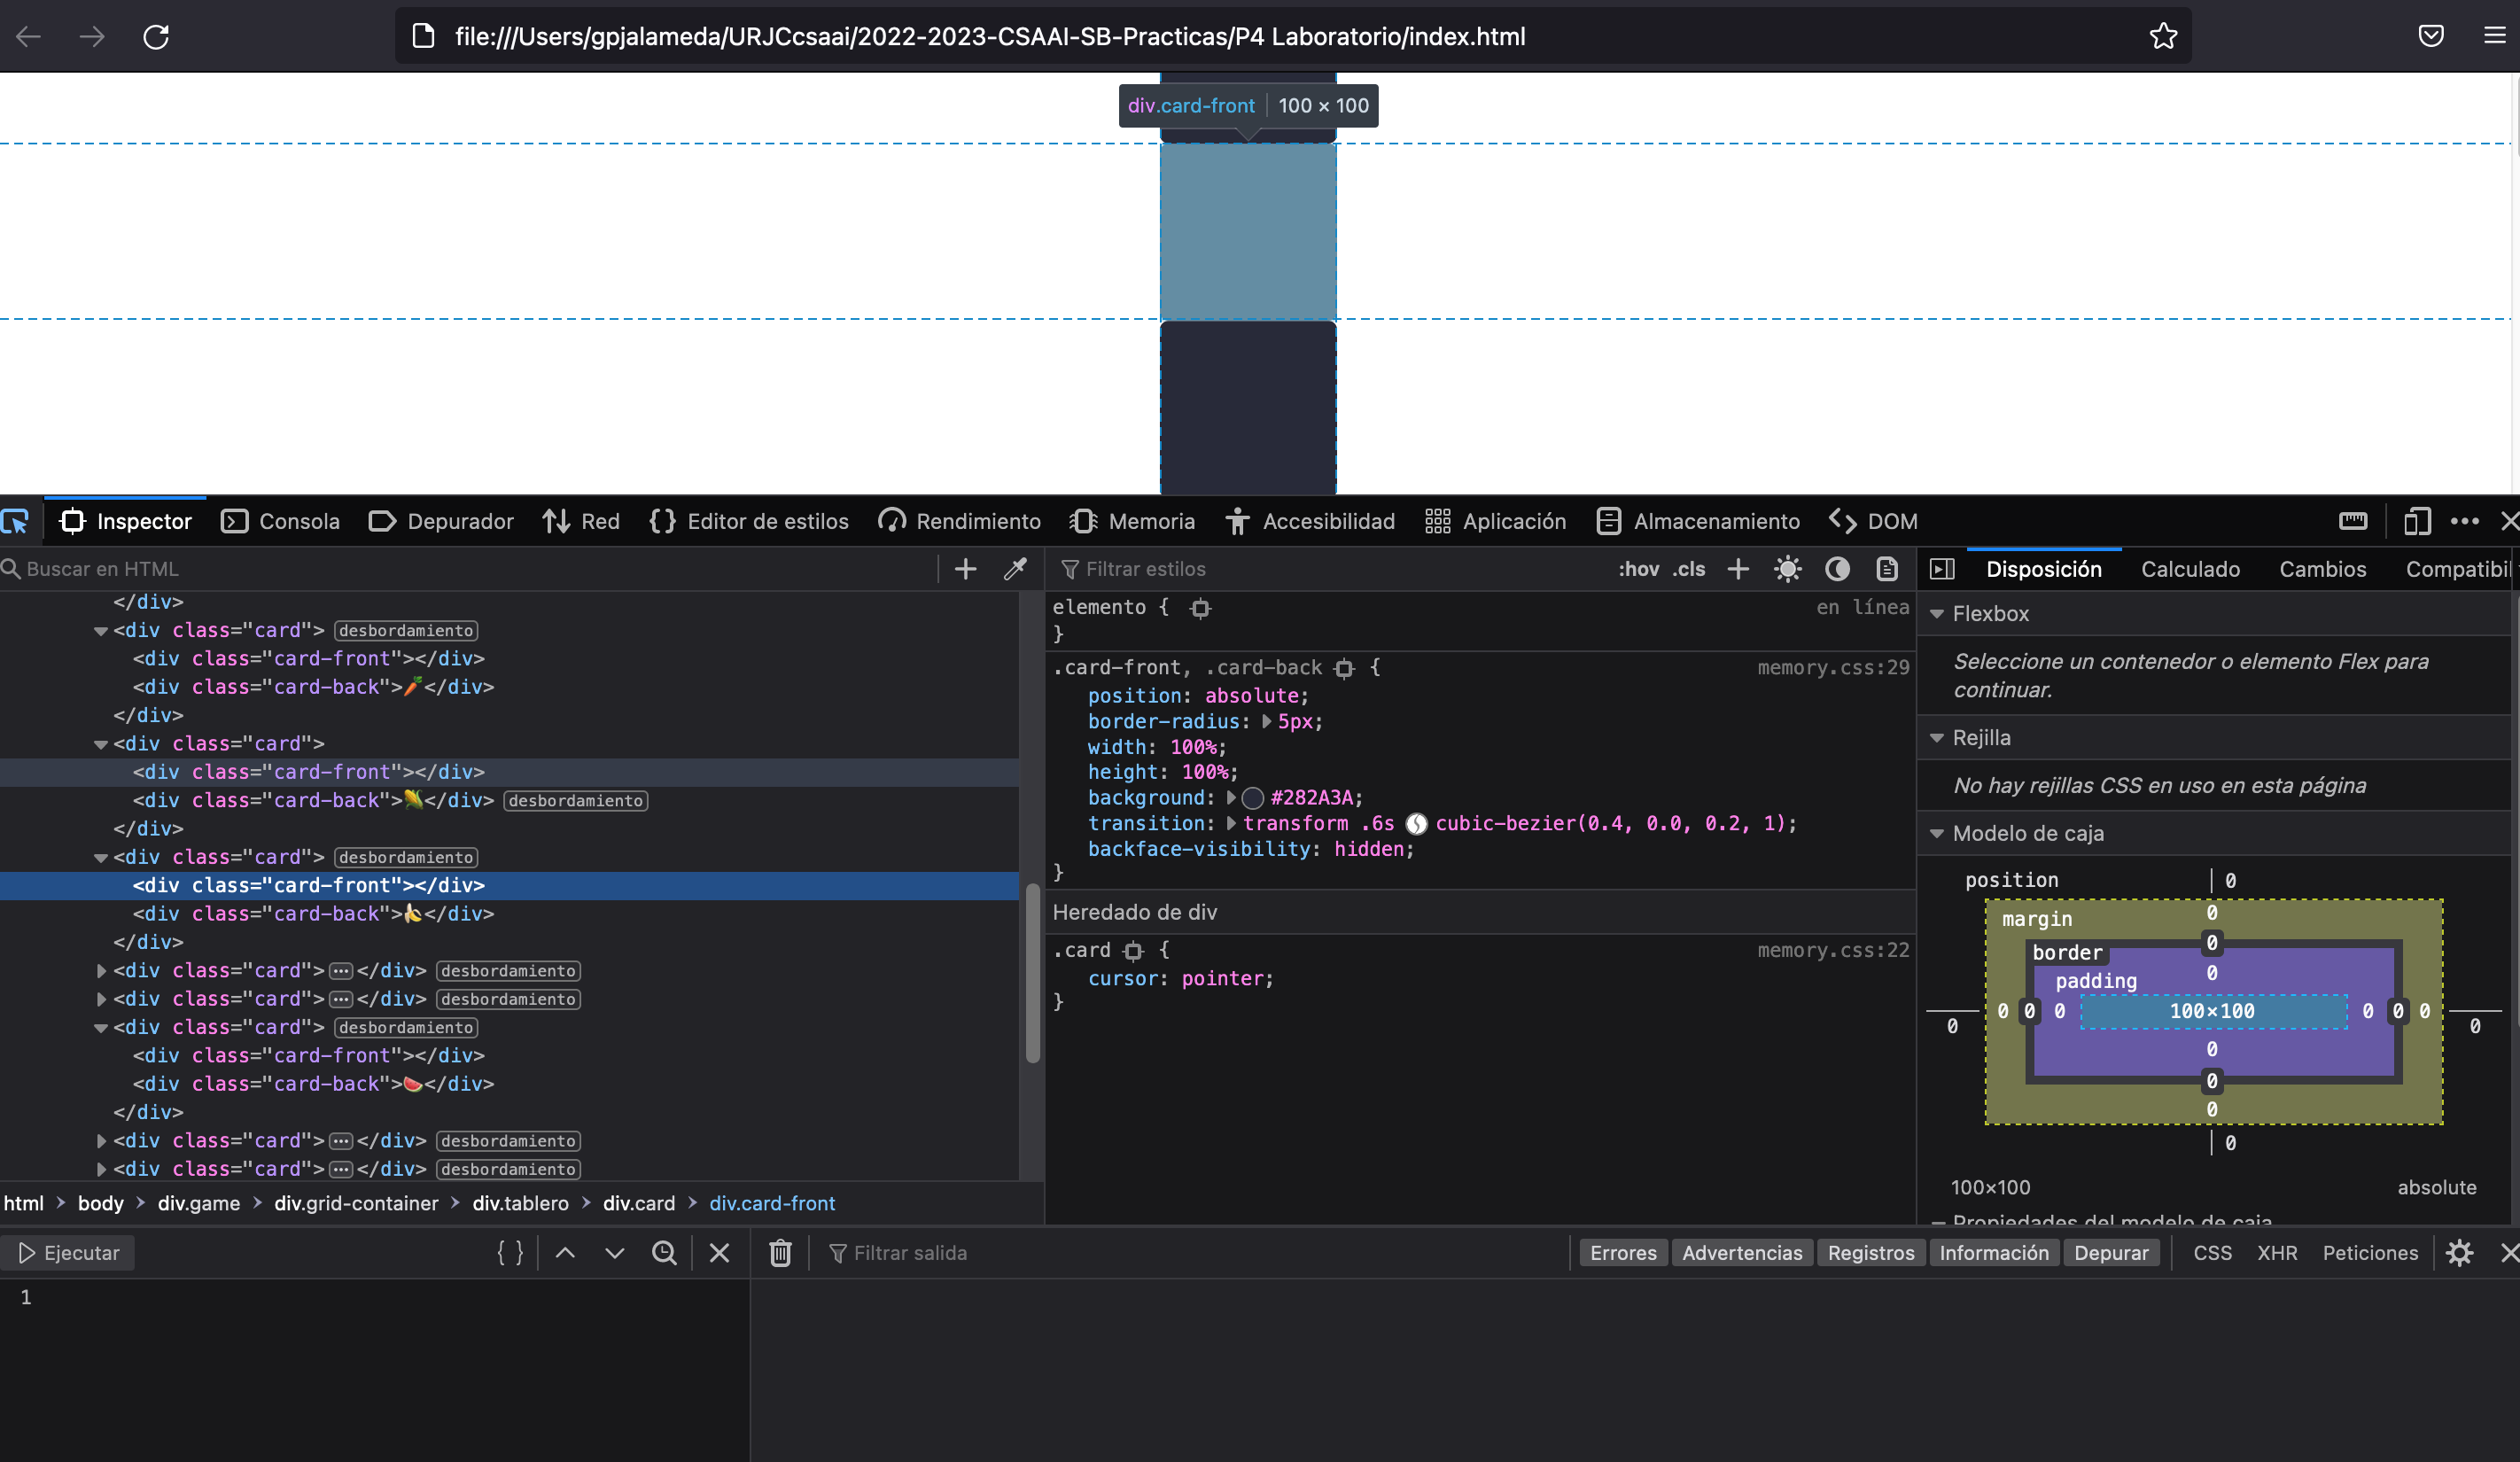 file:///Users/gpjalameda/URJCcsaai/2022-2023-CSAAI-SB-Practicas/P4 Laboratorio/index.html
div.card-front 100 × 100
Inspector Consola Depurador Red Editor de estilos Rendimiento Memoria Accesibilidad Aplicación Almacenamiento DOM
Buscar en HTML
</div>
<div class="card"> desbordamiento
<div class="card-front"></div>
<div class="card-back">🥕</div>
</div>
<div class="card">
<div class="card-front"></div>
<div class="card-back">🌽</div> desbordamiento
</div>
<div class="card"> desbordamiento
<div class="card-front"></div>
<div class="card-back">🍌</div>
</div>
<div class="card">…</div> desbordamiento
<div class="card">…</div> desbordamiento
<div class="card"> desbordamiento
<div class="card-front"></div>
<div class="card-back">🍉</div>
</div>
<div class="card">…</div> desbordamiento
<div class="card">…</div> desbordamiento
html > body > div.game > div.grid-container > div.tablero > div.card > div.card-front
Filtrar estilos :hov .cls
elemento { en línea
}
.card-front, .card-back { memory.css:29
position: absolute;
border-radius: 5px;
width: 100%;
height: 100%;
background: #282A3A;
transition: transform .6s cubic-bezier(0.4, 0.0, 0.2, 1);
backface-visibility: hidden;
}
Heredado de div
.card { memory.css:22
cursor: pointer;
}
Disposición Calculado Cambios Compatibil
Flexbox
Seleccione un contenedor o elemento Flex para
continuar.
Rejilla
No hay rejillas CSS en uso en esta página
Modelo de caja
position 0
margin 0
border 0
padding 0
0 0 0 0 100×100 0 0 0 0
0
0
0
0
100×100 absolute
Propiedades del modelo de caja
Ejecutar { } Filtrar salida Errores Advertencias Registros Información Depurar CSS XHR Peticiones
1